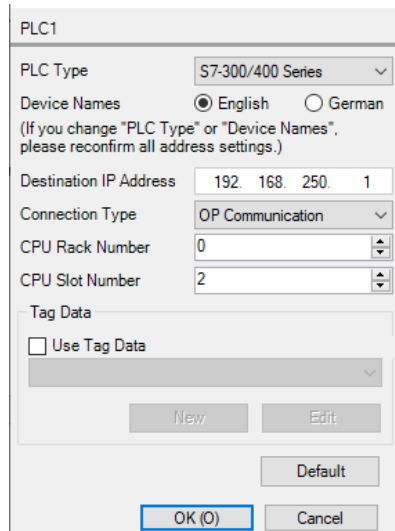 PLC1
PLC Type S7-300/400 Series
Device Names English German
(If you change "PLC Type" or "Device Names",
please reconfirm all address settings.)
Destination IP Address 192. 168. 250. 1
Connection Type OP Communication
CPU Rack Number 0
CPU Slot Number 2
Tag Data
Use Tag Data
New Edit
Default
OK (O) Cancel